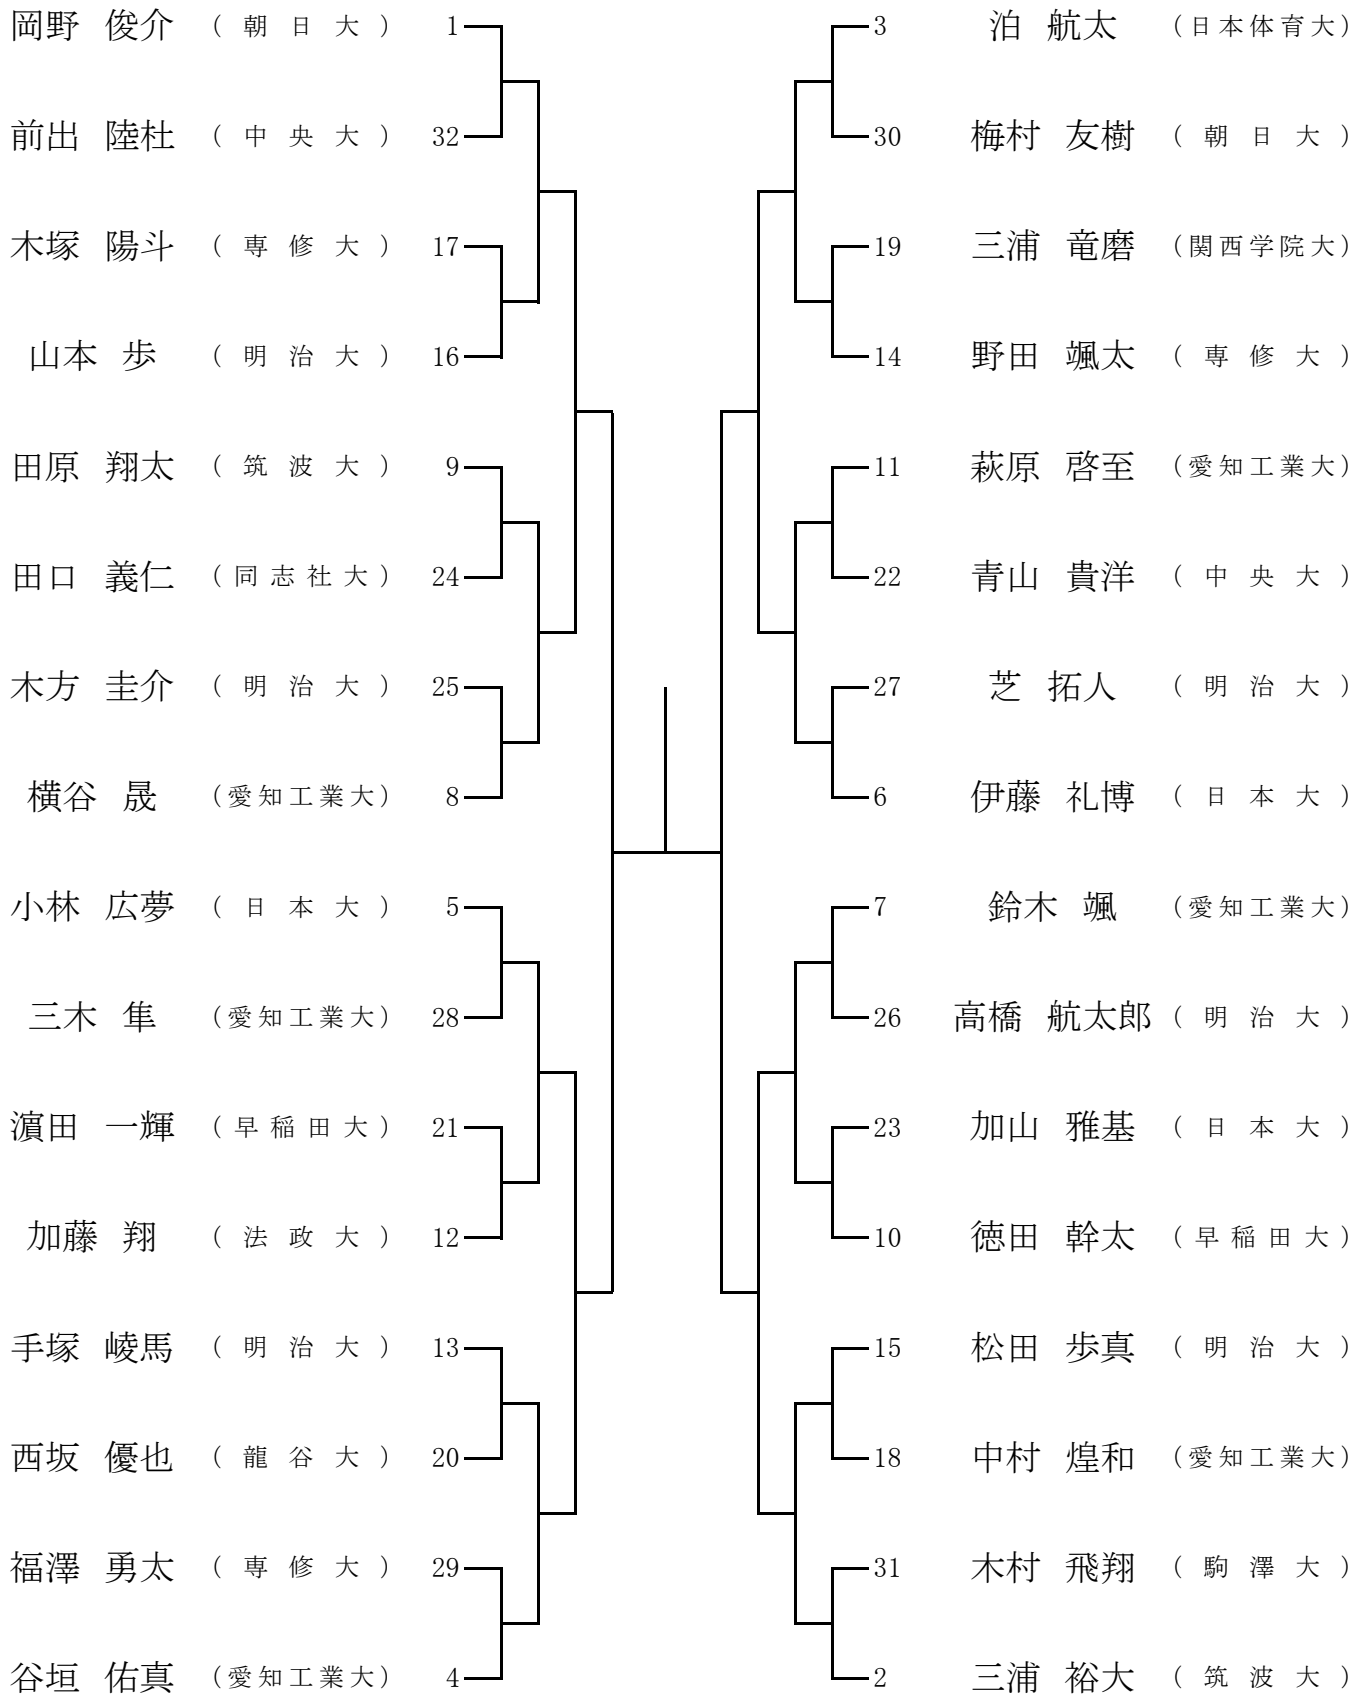 岡野 俊介 （朝日大） 1
前出 陸杜 （中央大） 32
木塚 陽斗 （専修大） 17
山本 歩 （明治大） 16
田原 翔太 （筑波大） 9
田口 義仁 （同志社大） 24
木方 圭介 （明治大） 25
横谷 晟 （愛知工業大） 8
小林 広夢 （日本大） 5
三木 隼 （愛知工業大） 28
濵田 一輝 （早稲田大） 21
加藤 翔 （法政大） 12
手塚 崚馬 （明治大） 13
西坂 優也 （龍谷大） 20
福澤 勇太 （専修大） 29
谷垣 佑真 （愛知工業大） 4
3 泊 航太 （日本体育大）
30 梅村 友樹 （朝日大）
19 三浦 竜磨 （関西学院大）
14 野田 颯太 （専修大）
11 萩原 啓至 （愛知工業大）
22 青山 貴洋 （中央大）
27 芝 拓人 （明治大）
6 伊藤 礼博 （日本大）
7 鈴木 颯 （愛知工業大）
26 高橋 航太郎 （明治大）
23 加山 雅基 （日本大）
10 徳田 幹太 （早稲田大）
15 松田 歩真 （明治大）
18 中村 煌和 （愛知工業大）
31 木村 飛翔 （駒澤大）
2 三浦 裕大 （筑波大）